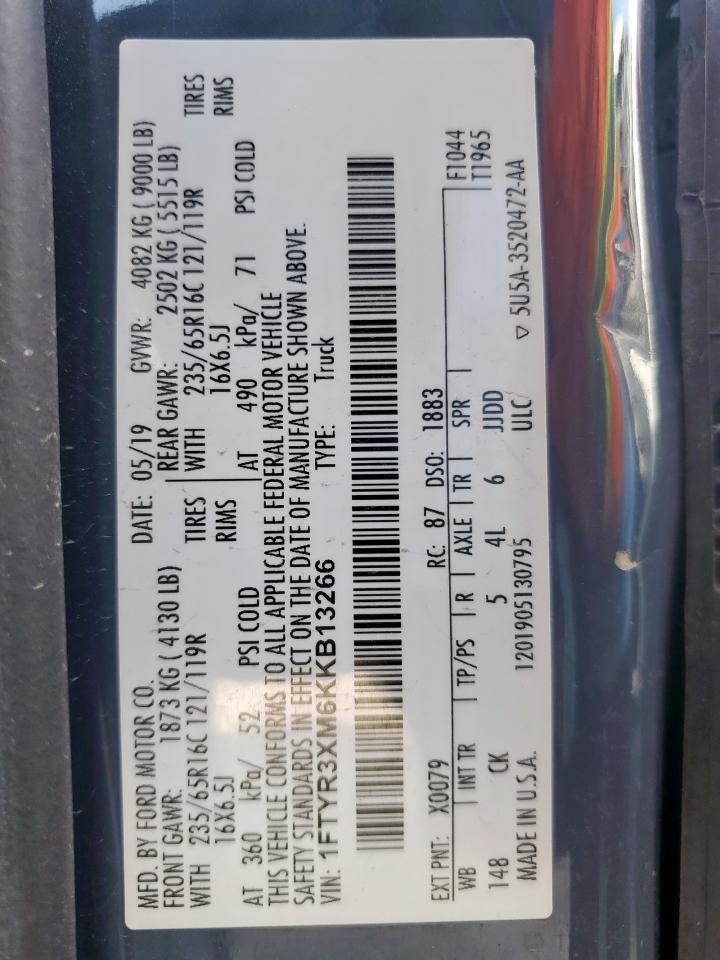 MFD. BY FORD MOTOR CO. DATE: 05/19 GVWR: 4082 KG ( 9000 LB)
FRONT GAWR: 1873 KG ( 4130 LB) REAR GAWR: 2502 KG ( 5515 LB)
WITH 235/65R16C 121/119R TIRES WITH 235/65R16C 121/119R TIRES
16X6.5J RIMS 16X6.5J RIMS
AT 360 kPa/ 52 PSI COLD AT 490 kPa/ 71 PSI COLD
THIS VEHICLE CONFORMS TO ALL APPLICABLE FEDERAL MOTOR VEHICLE
SAFETY STANDARDS IN EFFECT ON THE DATE OF MANUFACTURE SHOWN ABOVE.
VIN: 1FTYR3XM6KKB13266 TYPE: Truck
EXT PNT: X0079 RC: 87 DSO: 1883 F1044
WB INT TR TP/PS R AXLE TR SPR T1965
148 CK 5 4L 6 JJDD
MADE IN U.S.A. 1201905130795 ULC ▽ 5U5A-3520472-AA